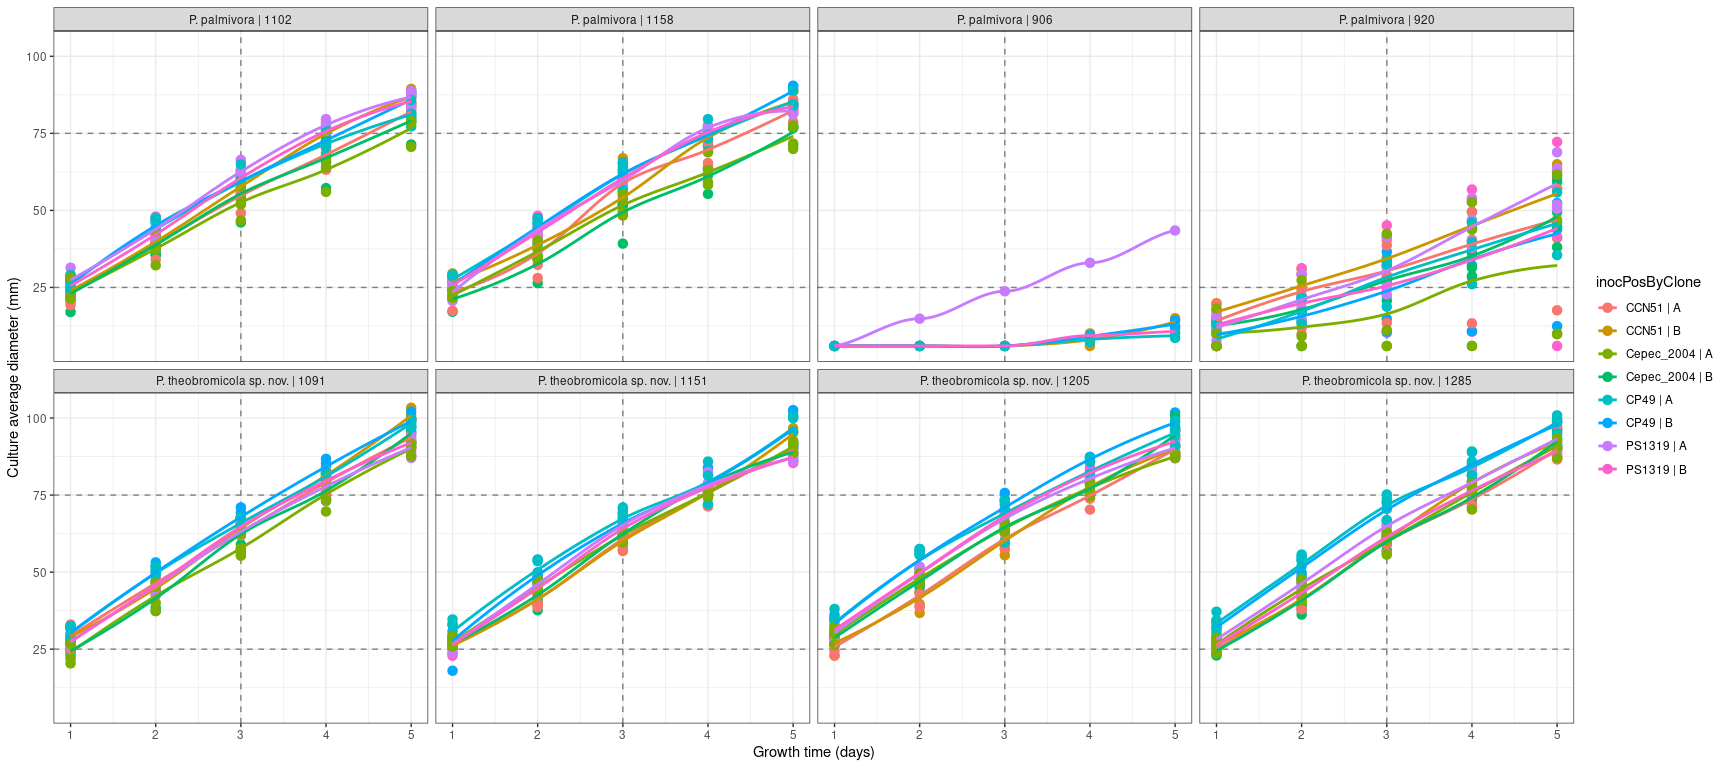 P. palmivora | 1102
P. palmivora | 1158
P. palmivora | 906
P. palmivora | 920
100
75
50
25
P. theobromicola sp. nov. | 1091
P. theobromicola sp. nov. | 1151
P. theobromicola sp. nov. | 1205
P. theobromicola sp. nov. | 1285
100
75
50
25
1 2 3 4 5
1 2 3 4 5
1 2 3 4 5
1 2 3 4 5
Growth time (days)
Culture average diameter (mm)
inocPosByClone
CCN51 | A
CCN51 | B
Cepec_2004 | A
Cepec_2004 | B
CP49 | A
CP49 | B
PS1319 | A
PS1319 | B